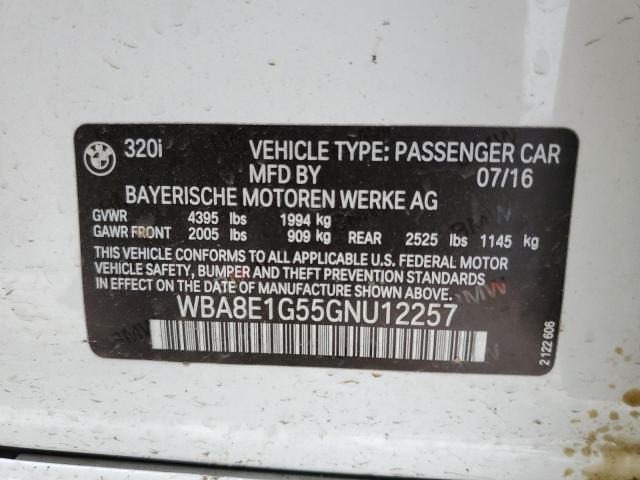 320i VEHICLE TYPE: PASSENGER CAR
MFD BY 07/16
BAYERISCHE MOTOREN WERKE AG
GVWR 4395 lbs 1994 kg
GAWR FRONT 2005 lbs 909 kg REAR 2525 lbs 1145 kg
THIS VEHICLE CONFORMS TO ALL APPLICABLE U.S. FEDERAL MOTOR
VEHICLE SAFETY, BUMPER AND THEFT PREVENTION STANDARDS
IN EFFECT ON THE DATE OF MANUFACTURE SHOWN ABOVE.
WBA8E1G55GNU12257
2 122 606